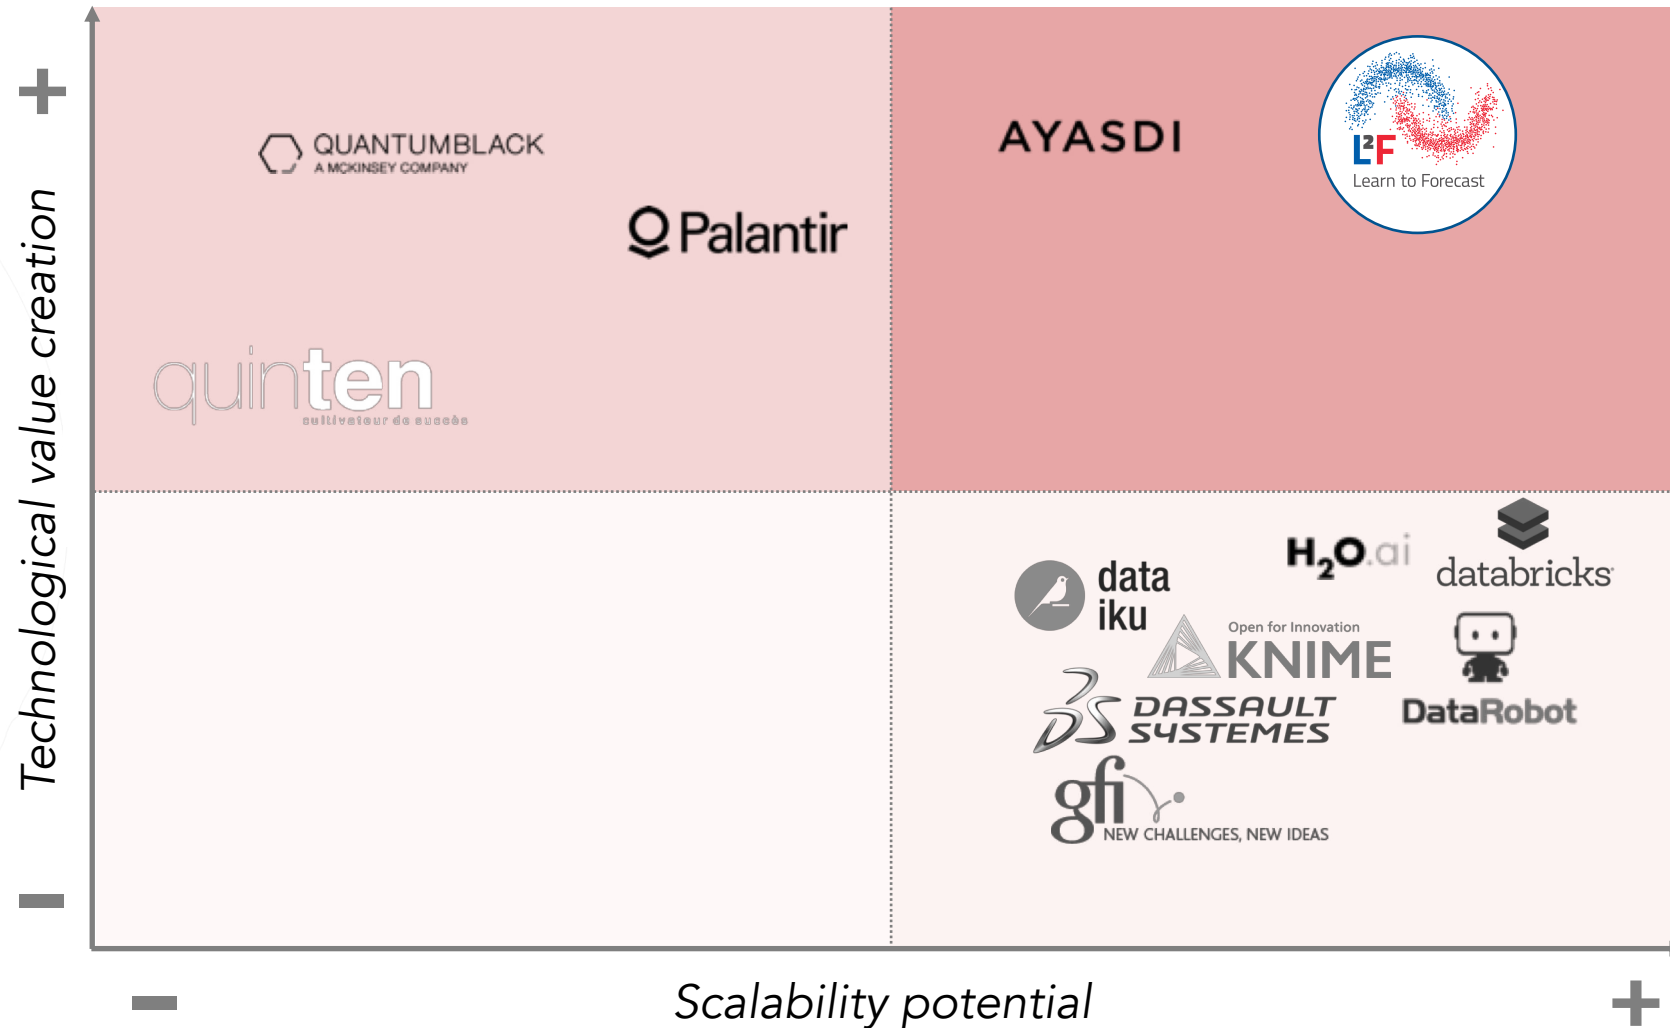 +
QUANTUMBLACK
A MCKINSEY COMPANY
AYASDI
L2F
Learn to Forecast
Palantir
quinten
cultivateur de succès
Technological value creation
H2O.ai
databricks
data
iku
Open for Innovation
KNIME
DataRobot
3DS DASSAULT
SYSTEMES
gfi
NEW CHALLENGES, NEW IDEAS
−
−
Scalability potential
+